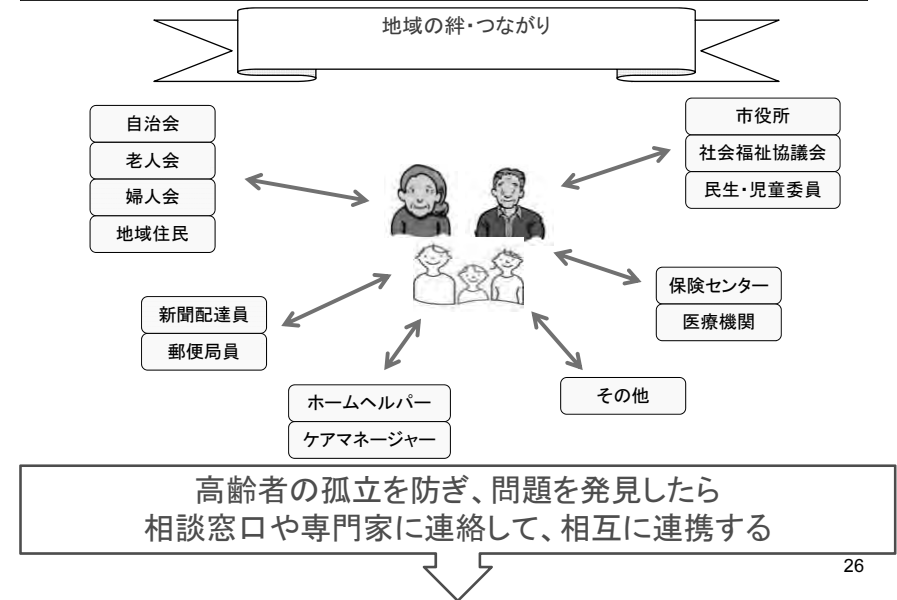 地域の絆・つながり
自治会
老人会
婦人会
地域住民
市役所
社会福祉協議会
民生・児童委員
新聞配達員
郵便局員
保険センター
医療機関
ホームヘルパー
ケアマネージャー
その他
高齢者の孤立を防ぎ、問題を発見したら
相談窓口や専門家に連絡して、相互に連携する
26